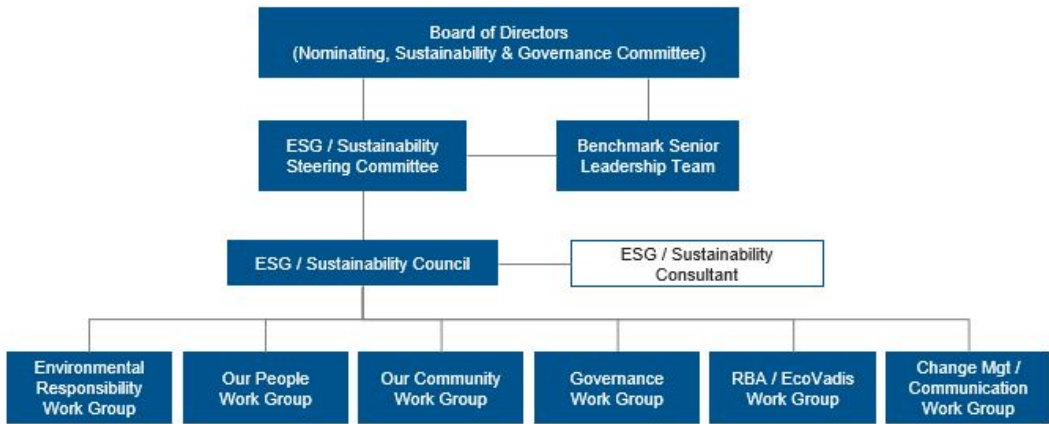 Board of Directors
(Nominating, Sustainability & Governance Committee)
ESG / Sustainability
Steering Committee
Benchmark Senior
Leadership Team
ESG / Sustainability Council
ESG / Sustainability
Consultant
Environmental
Responsibility
Work Group
Our People
Work Group
Our Community
Work Group
Governance
Work Group
RBA / EcoVadis
Work Group
Change Mgt /
Communication
Work Group